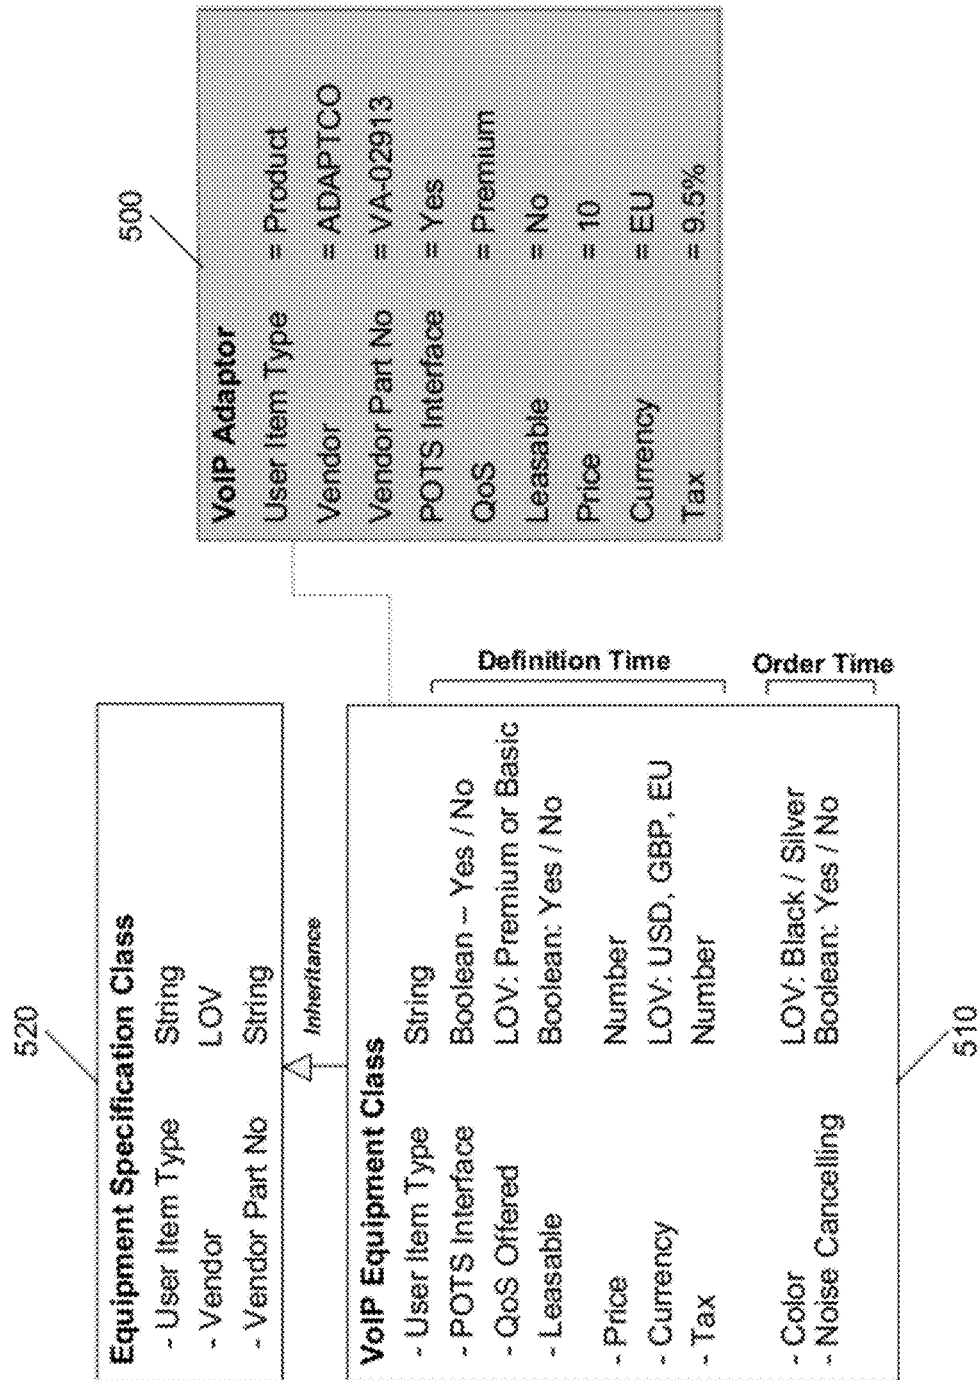 520
Equipment Specification Class
- User Item Type String
- Vendor LOV
- Vendor Part No String
Inheritance
VoIP Equipment Class
- User Item Type String
- POTS Interface Boolean – Yes / No
- QoS Offered LOV: Premium or Basic
- Leasable Boolean: Yes / No
- Price Number
- Currency LOV: USD, GBP, EU
- Tax Number
- Color LOV: Black / Silver
- Noise Cancelling Boolean: Yes / No
510
Definition Time
Order Time
500
VoIP Adaptor
User Item Type = Product
Vendor = ADAPTCO
Vendor Part No = VA-02913
POTS Interface = Yes
QoS = Premium
Leasable = No
Price = 10
Currency = EU
Tax = 9.5%